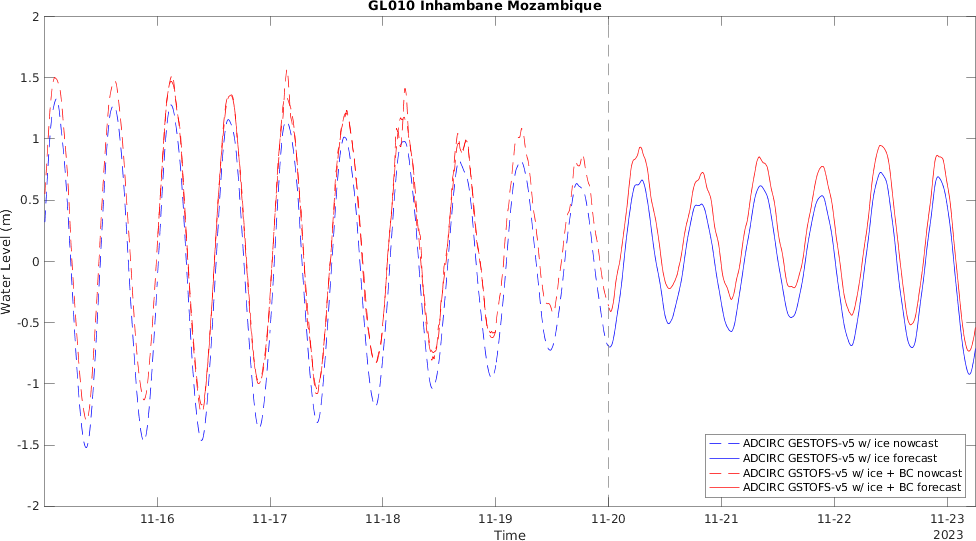 GL010 Inhambane Mozambique
2
1.5
1
0.5
0
-0.5
-1
-1.5
-2
Water Level (m)
ADCIRC GESTOFS-v5 w/ ice nowcast
ADCIRC GESTOFS-v5 w/ ice forecast
ADCIRC GSTOFS-v5 w/ ice + BC nowcast
ADCIRC GSTOFS-v5 w/ ice + BC forecast
11-16 11-17 11-18 11-19 11-20 11-21 11-22 11-23
Time
2023